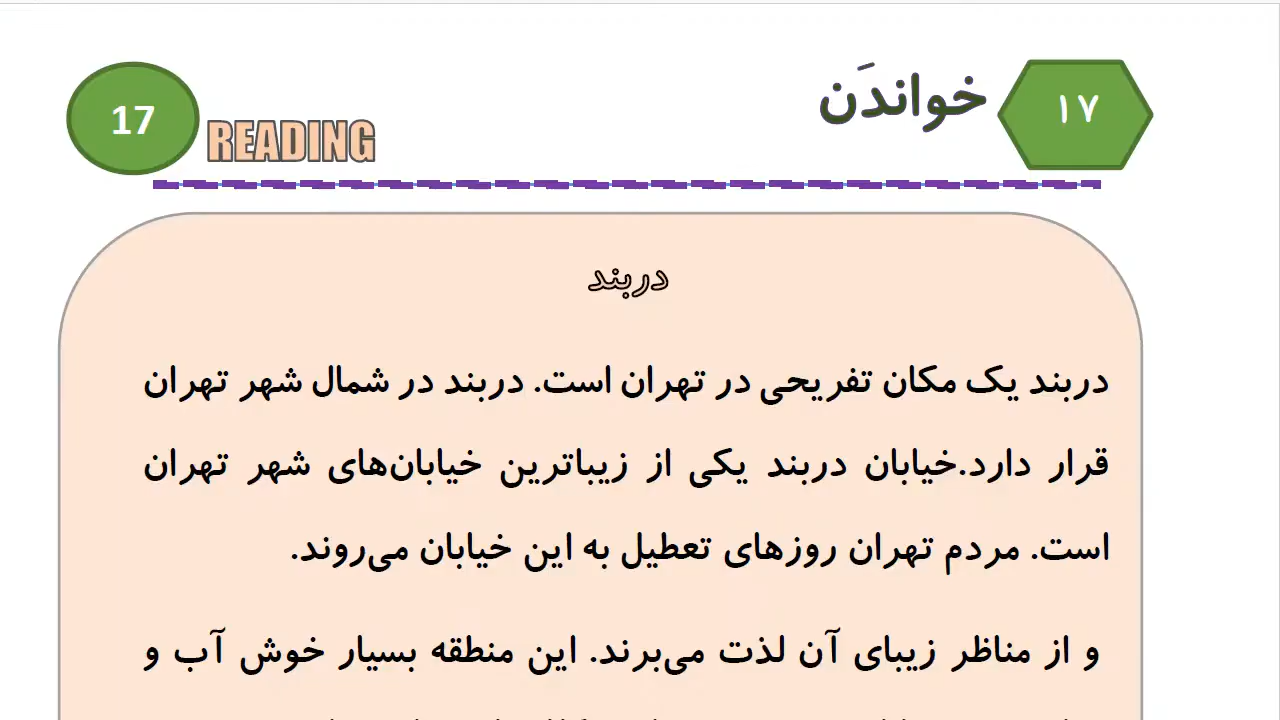 17
READING
خواندَن
۱۷
دربند
دربند یک مکان تفریحی در تهران است. دربند در شمال شهر تهران
قرار دارد.خیابان دربند یکی از زیباترین خیابان‌های شهر تهران
است. مردم تهران روزهای تعطیل به این خیابان می‌روند.
و از مناظر زیبای آن لذت می‌برند. این منطقه بسیار خوش آب و